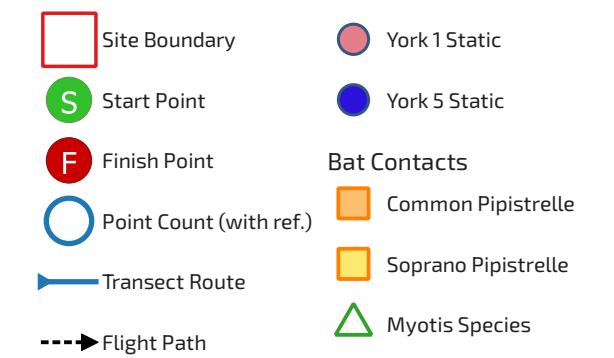 Site Boundary
S Start Point
F Finish Point
Point Count (with ref.)
Transect Route
Flight Path
York 1 Static
York 5 Static
Bat Contacts
Common Pipistrelle
Soprano Pipistrelle
Myotis Species